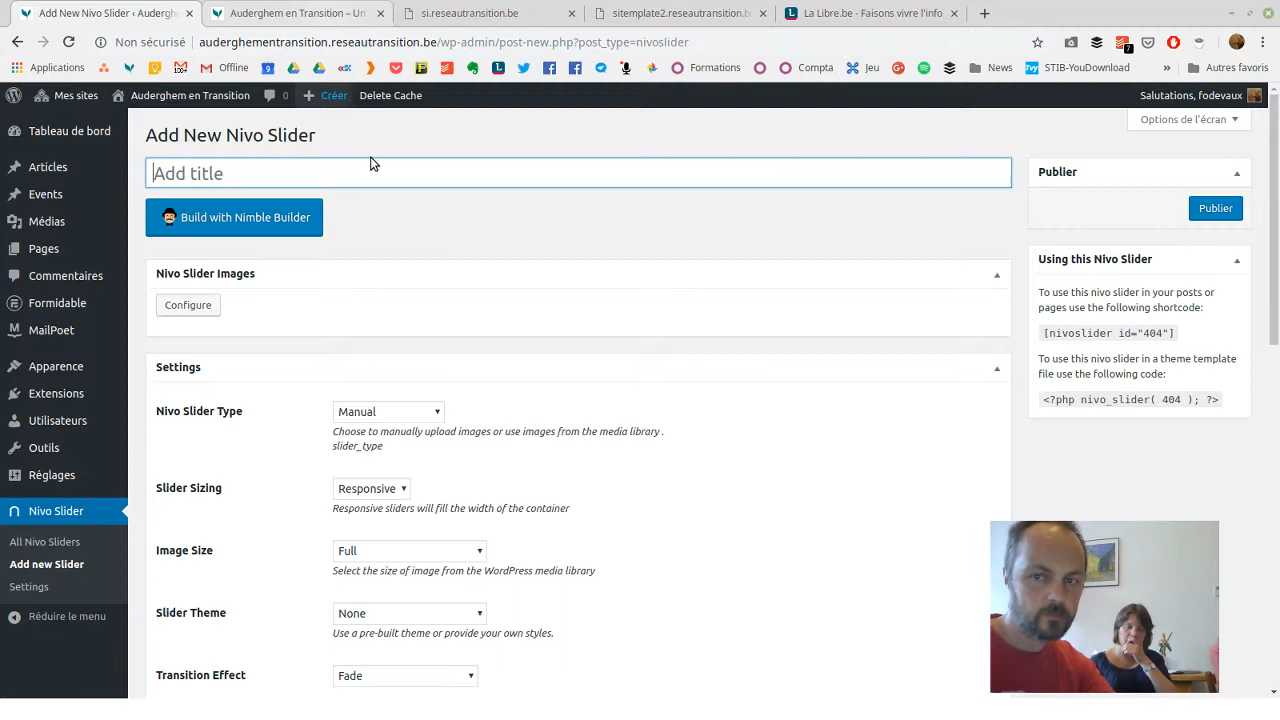 Add New Nivo Slider ‹ Auderghe
Auderghem en Transition – Un
si.reseautransition.be
sitemplate2.reseautransition.b
La Libre.be - Faisons vivre l'info
Non sécurisé
auderghementransition.reseautransition.be/wp-admin/post-new.php?post_type=nivoslider
7
Applications
100+
Offline
9
Formations
Compta
Jeu
News
STIB-YouDownload
»
Autres favoris
Mes sites
Auderghem en Transition
0
+ Créer
Delete Cache
Salutations, fodevaux
Tableau de bord
Articles
Events
Médias
Pages
Commentaires
Formidable
MailPoet
Apparence
Extensions
Utilisateurs
Outils
Réglages
Nivo Slider
All Nivo Sliders
Add new Slider
Settings
Réduire le menu
Options de l'écran
Add New Nivo Slider
Add title
Build with Nimble Builder
Nivo Slider Images
Configure
Settings
Nivo Slider Type
Manual
Choose to manually upload images or use images from the media library .
slider_type
Slider Sizing
Responsive
Responsive sliders will fill the width of the container
Image Size
Full
Select the size of image from the WordPress media library
Slider Theme
None
Use a pre-built theme or provide your own styles.
Transition Effect
Fade
Publier
Publier
Using this Nivo Slider
To use this nivo slider in your posts or
pages use the following shortcode:
[nivoslider id="404"]
To use this nivo slider in a theme template
file use the following code:
<?php nivo_slider( 404 ); ?>